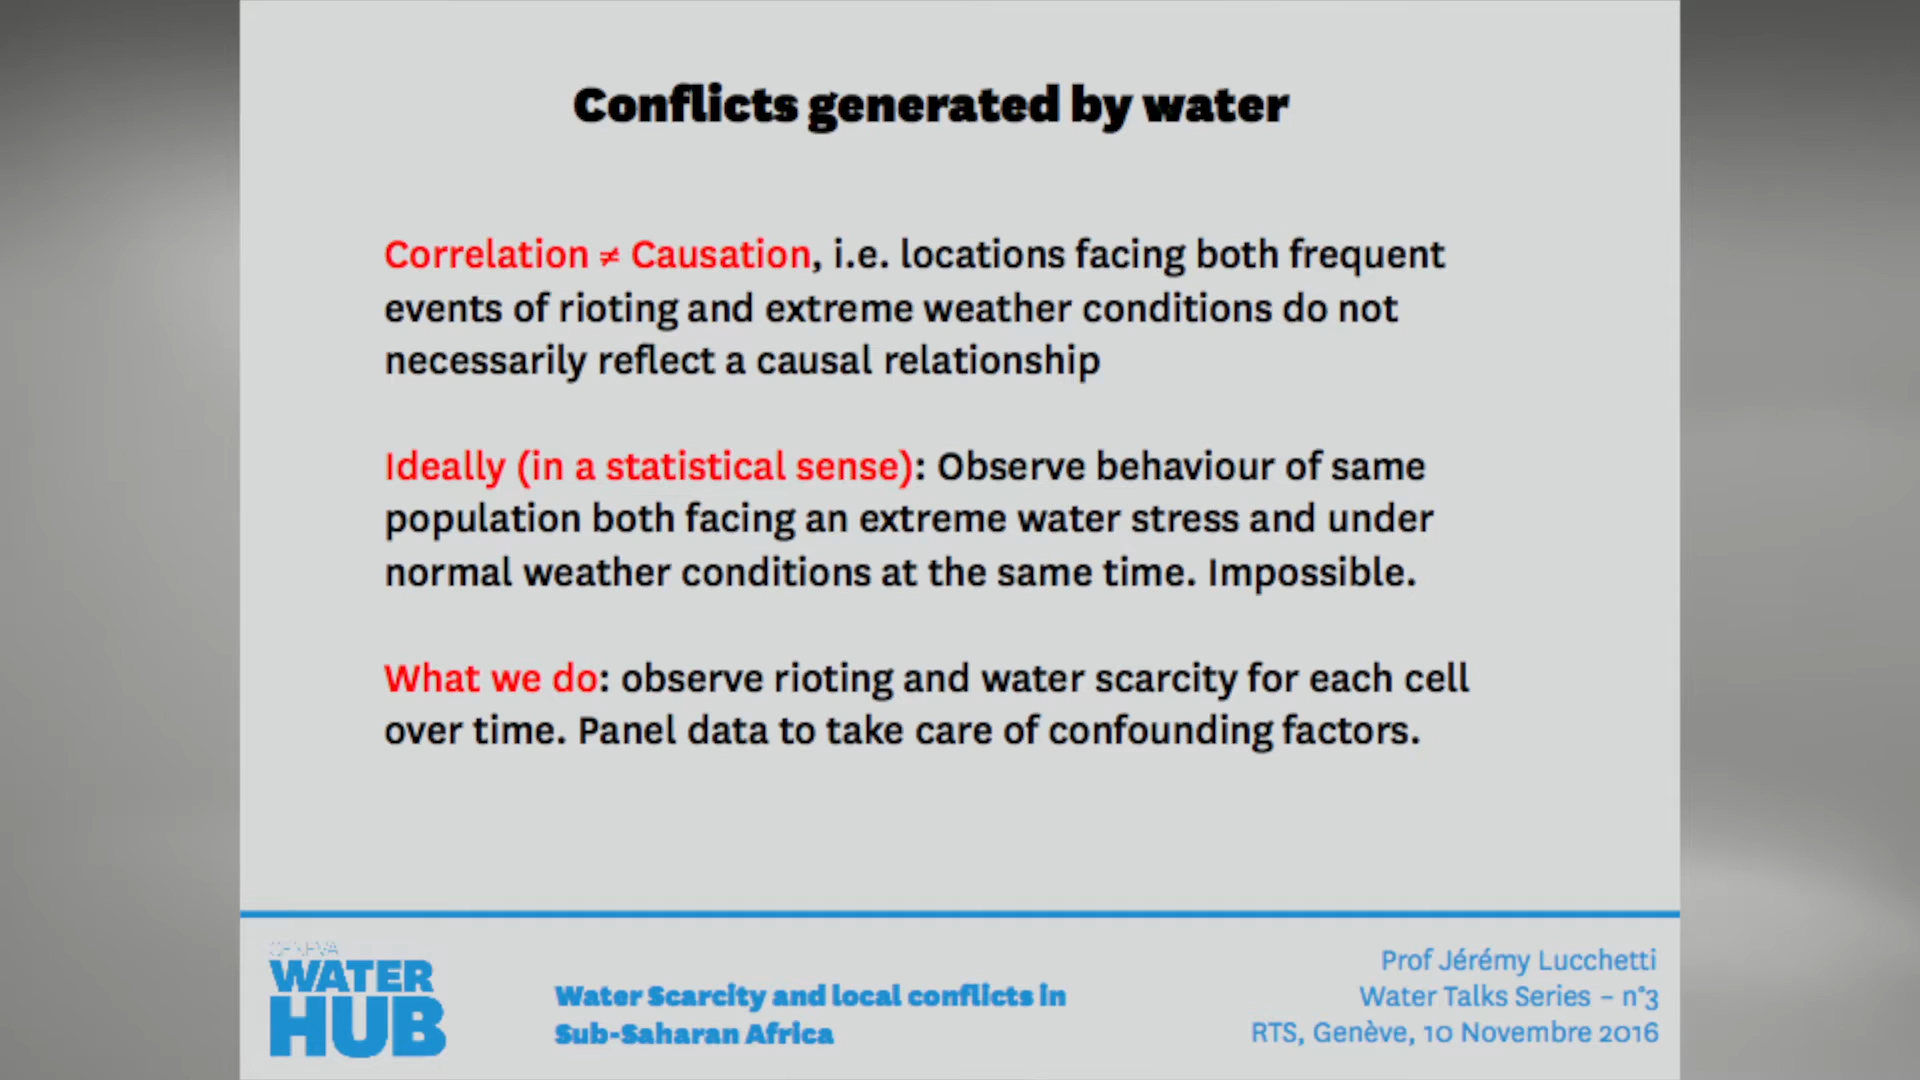 Conflicts generated by water
Correlation ≠ Causation, i.e. locations facing both frequent
events of rioting and extreme weather conditions do not
necessarily reflect a causal relationship
Ideally (in a statistical sense): Observe behaviour of same
population both facing an extreme water stress and under
normal weather conditions at the same time. Impossible.
What we do: observe rioting and water scarcity for each cell
over time. Panel data to take care of confounding factors.
GENEVA
WATER
HUB
Water Scarcity and local conflicts in
Sub-Saharan Africa
Prof Jérémy Lucchetti
Water Talks Series – n°3
RTS, Genève, 10 Novembre 2016